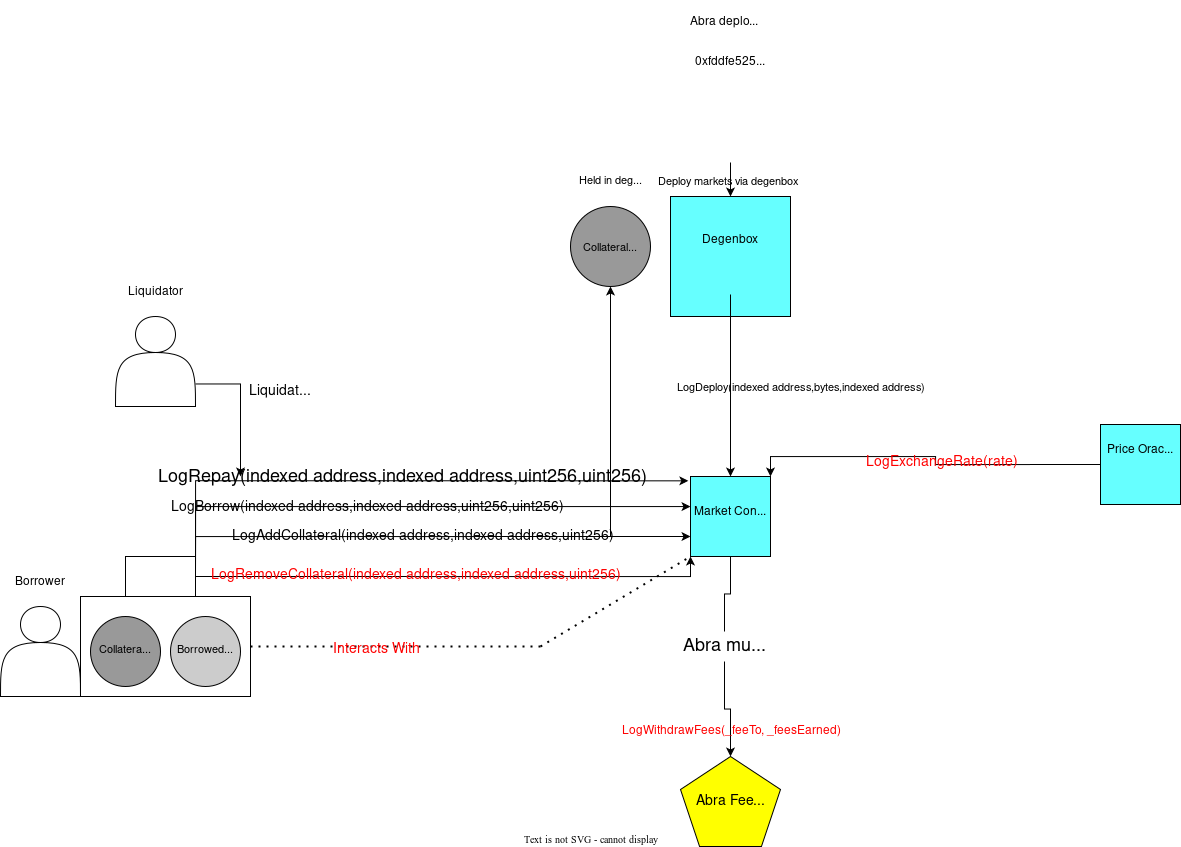 Abra deplo...
0xfddfe525...
Held in deg...
Deploy markets via degenbox
Collateral...
Degenbox
Liquidator
Liquidat...
LogDeploy(indexed address,bytes,indexed address)
Price Orac...
LogExchangeRate(rate)
LogRepay(indexed address,indexed address,uint256,uint256)
LogBorrow(indexed address,indexed address,uint256,uint256)
Market Con...
LogAddCollateral(indexed address,indexed address,uint256)
LogRemoveCollateral(indexed address,indexed address,uint256)
Borrower
Collatera...
Borrowed...
Interacts With
Abra mu...
LogWithdrawFees(_feeTo, _feesEarned)
Abra Fee...
Text is not SVG - cannot display